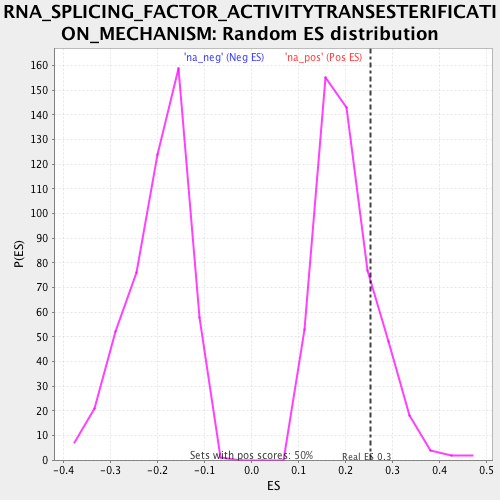 RNA_SPLICING_FACTOR_ACTIVITYTRANSESTERIFICATI
ON_MECHANISM: Random ES distribution
'na_neg' (Neg ES) 'na_pos' (Pos ES)
160
150
140
130
120
110
100
90
80
70
60
50
40
30
20
10
0
P(ES)
Sets with pos scores: 50%
Real ES 0.3
-0.4 -0.3 -0.2 -0.1 0.0 0.1 0.2 0.3 0.4 0.5
ES